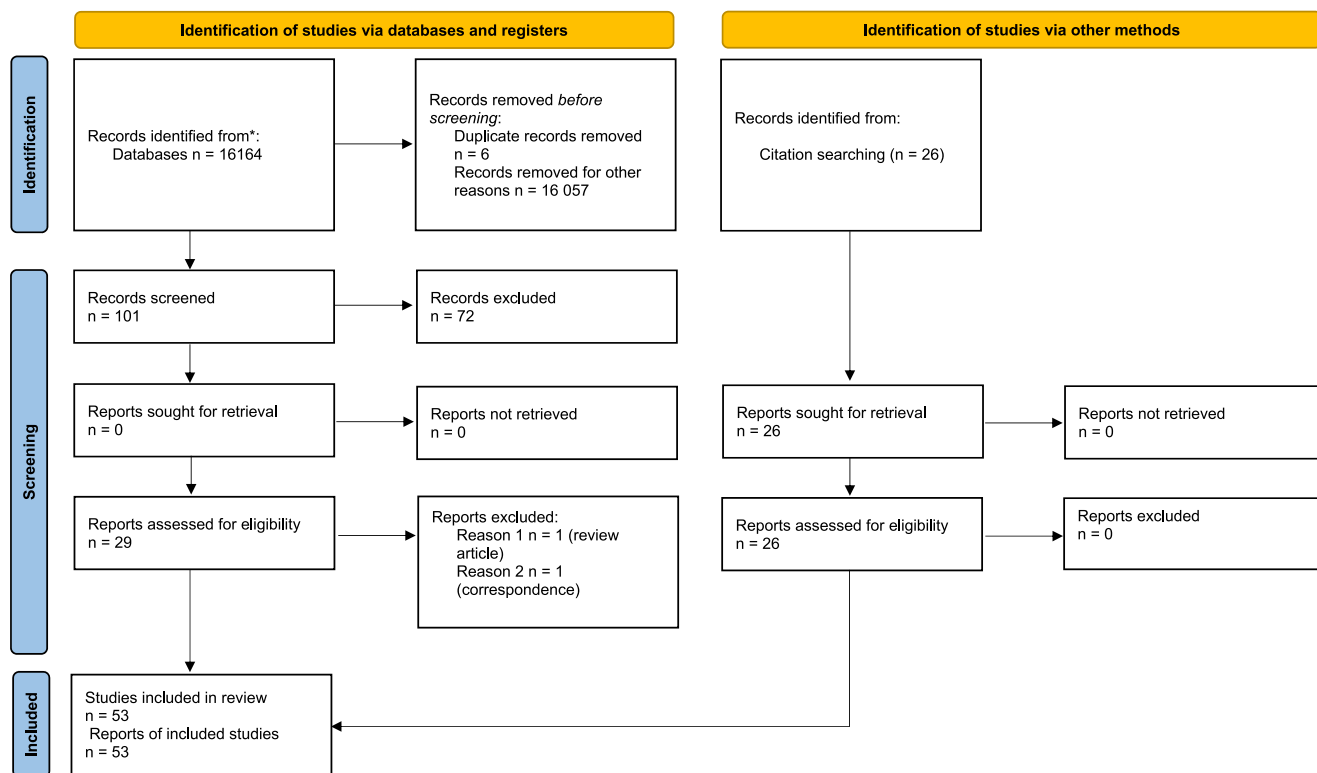 Identification of studies via databases and registers
Identification of studies via other methods
Identification
Records identified from*:
Databases n = 16164
Records removed before
screening:
Duplicate records removed
n = 6
Records removed for other
reasons n = 16 057
Records identified from:
Citation searching (n = 26)
Screening
Records screened
n = 101
Records excluded
n = 72
Reports sought for retrieval
n = 0
Reports not retrieved
n = 0
Reports sought for retrieval
n = 26
Reports not retrieved
n = 0
Reports assessed for eligibility
n = 29
Reports excluded:
Reason 1 n = 1 (review
article)
Reason 2 n = 1
(correspondence)
Reports assessed for eligibility
n = 26
Reports excluded
n = 0
Included
Studies included in review
n = 53
Reports of included studies
n = 53